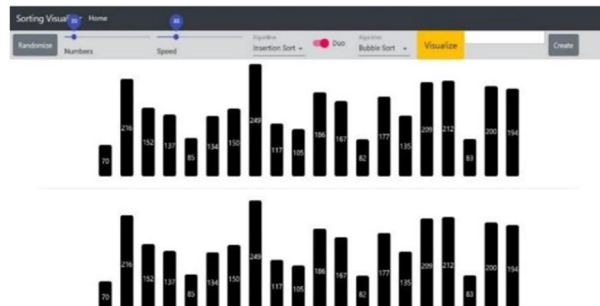 Sorting Visualizer Home
Randomize Numbers Speed Algorithm Insertion Sort Duo Algorithm Bubble Sort Visualize Create
70 216 152 137 85 134 150 249 117 105 186 167 82 177 135 209 212 83 200 194
70 216 152 137 85 134 150 249 117 105 186 167 82 177 135 209 212 83 200 194